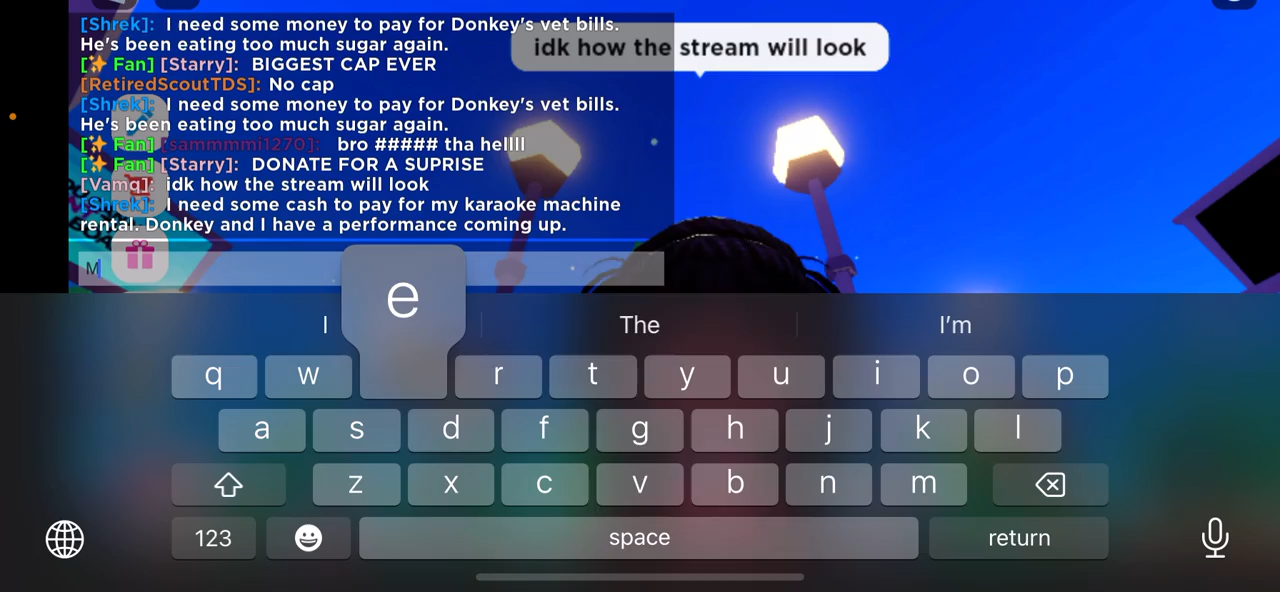 [Shrek]: I need some money to pay for Donkey's vet bills.
He's been eating too much sugar again.
[✨ Fan] [Starry]: BIGGEST CAP EVER
[RetiredScoutTDS]: No cap
[Shrek]: I need some money to pay for Donkey's vet bills.
He's been eating too much sugar again.
[✨ Fan] [sammmmi1270]: bro ##### tha hellll
[✨ Fan] [Starry]: DONATE FOR A SUPRISE
[Vamq]: idk how the stream will look
[Shrek]: I need some cash to pay for my karaoke machine
rental. Donkey and I have a performance coming up.
idk how the stream will look
M
e
I The I'm
q w r t y u i o p
a s d f g h j k l
z x c v b n m
123 space return